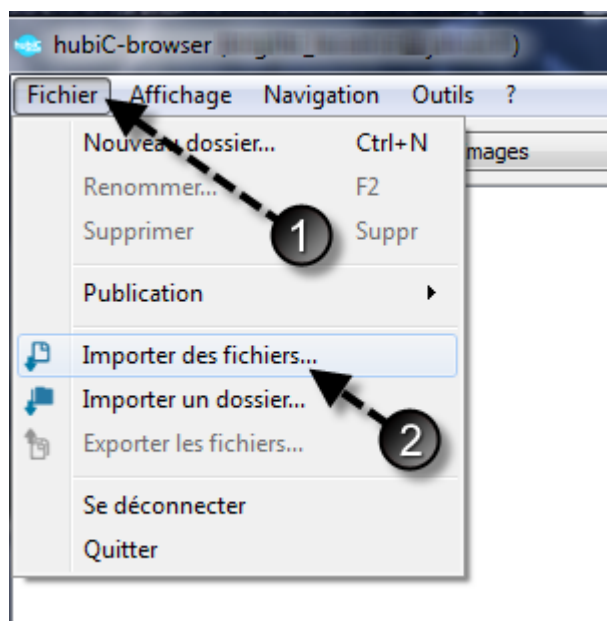 hubiC-browser ( )
Fichier Affichage Navigation Outils ?
Nouveau dossier... Ctrl+N
mages
Renommer... F2
Supprimer Suppr
1
Publication
Importer des fichiers...
Importer un dossier...
2
Exporter les fichiers...
Se déconnecter
Quitter